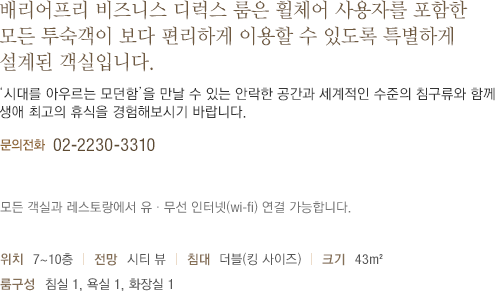 배리어프리 비즈니스 디럭스 룸은 휠체어 사용자를 포함한
모든 투숙객이 보다 편리하게 이용할 수 있도록 특별하게
설계된 객실입니다.
'시대를 아우르는 모던함'을 만날 수 있는 안락한 공간과 세계적인 수준의 침구류와 함께
생애 최고의 휴식을 경험해보시기 바랍니다.
문의전화 02-2230-3310
모든 객실과 레스토랑에서 유 · 무선 인터넷(wi-fi) 연결 가능합니다.
위치 7~10층 | 전망 시티 뷰 | 침대 더블(킹 사이즈) | 크기 43m²
룸구성 침실 1, 욕실 1, 화장실 1